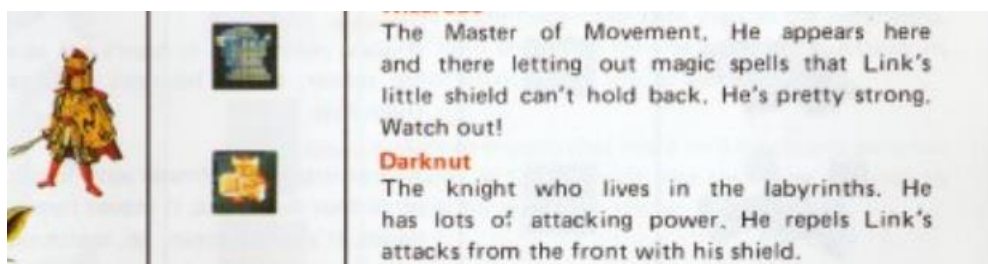 The Master of Movement. He appears here
and there letting out magic spells that Link's
little shield can't hold back. He's pretty strong.
Watch out!
Darknut
The knight who lives in the labyrinths. He
has lots of attacking power. He repels Link's
attacks from the front with his shield.